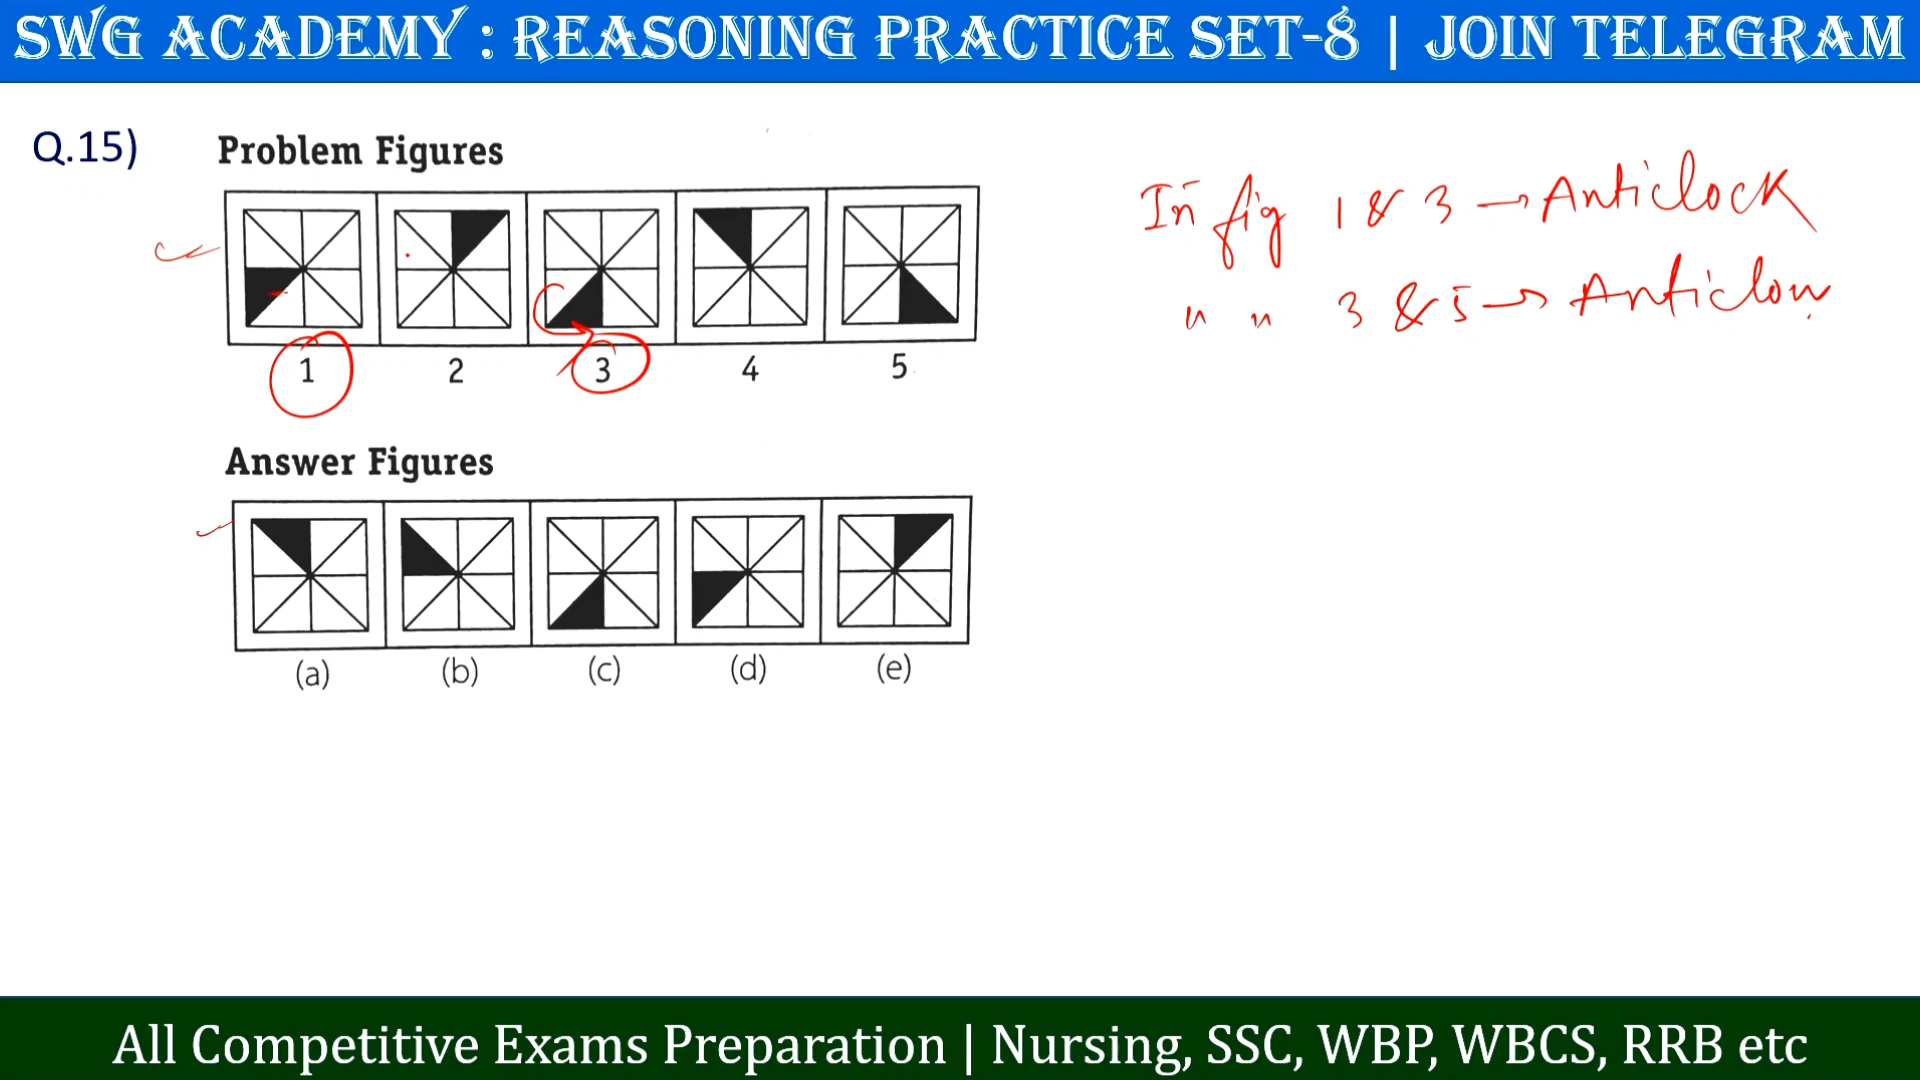 SWG ACADEMY : REASONING PRACTICE SET-8 | JOIN TELEGRAM
Q.15)
Problem Figures
1 2 3 4 5
In fig 1 & 3 → Anticlock
" " 3 & 5 →
Answer Figures
(a) (b) (c) (d) (e)
All Competitive Exams Preparation | Nursing, SSC, WBP, WBCS, RRB etc